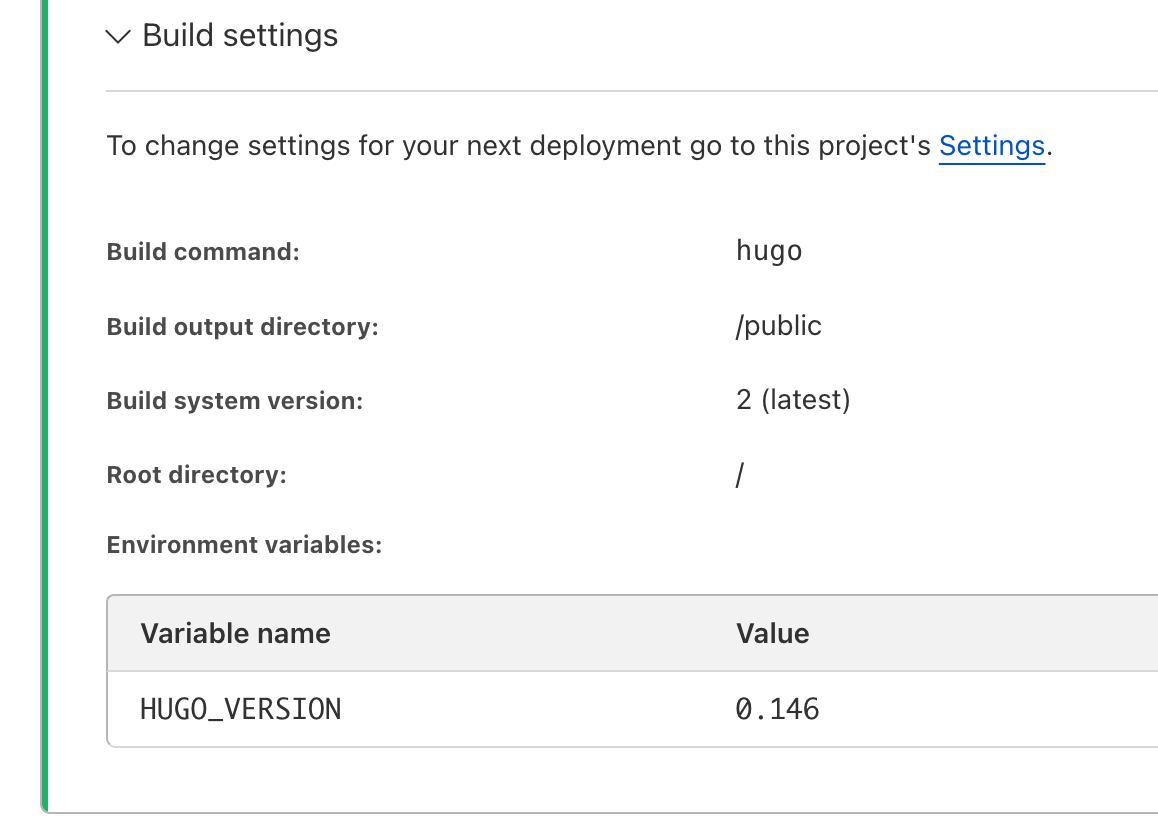 Build settings
To change settings for your next deployment go to this project's Settings.
Build command: hugo
Build output directory: /public
Build system version: 2 (latest)
Root directory: /
Environment variables:
Variable name Value
HUGO_VERSION 0.146